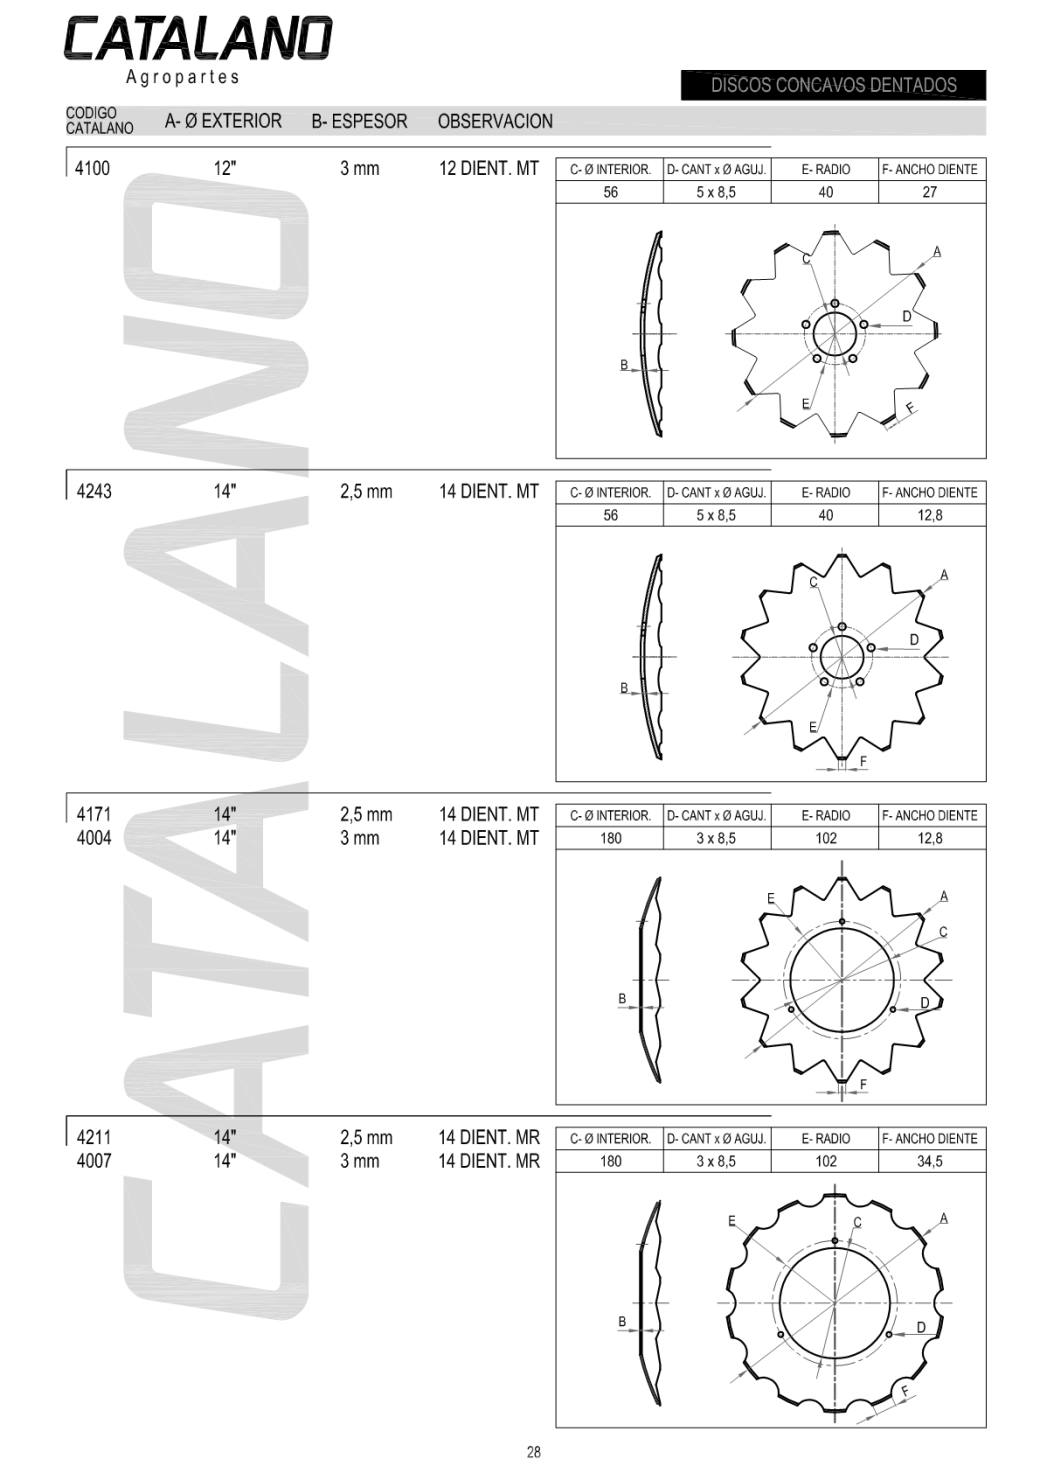 CATALANO
Agropartes
DISCOS CONCAVOS DENTADOS
CODIGO CATALANO A- Ø EXTERIOR B- ESPESOR OBSERVACION
4100 12" 3 mm 12 DIENT. MT
C- Ø INTERIOR. D- CANT x Ø AGUJ. E- RADIO F- ANCHO DIENTE
56 5 x 8,5 40 27
A
C
D
B
E
F
4243 14" 2,5 mm 14 DIENT. MT
C- Ø INTERIOR. D- CANT x Ø AGUJ. E- RADIO F- ANCHO DIENTE
56 5 x 8,5 40 12,8
A
C
D
B
E
F
4171 14" 2,5 mm 14 DIENT. MT
4004 14" 3 mm 14 DIENT. MT
C- Ø INTERIOR. D- CANT x Ø AGUJ. E- RADIO F- ANCHO DIENTE
180 3 x 8,5 102 12,8
E
A
C
B
D
F
4211 14" 2,5 mm 14 DIENT. MR
4007 14" 3 mm 14 DIENT. MR
C- Ø INTERIOR. D- CANT x Ø AGUJ. E- RADIO F- ANCHO DIENTE
180 3 x 8,5 102 34,5
E
C
A
B
D
F
CATALANO
28